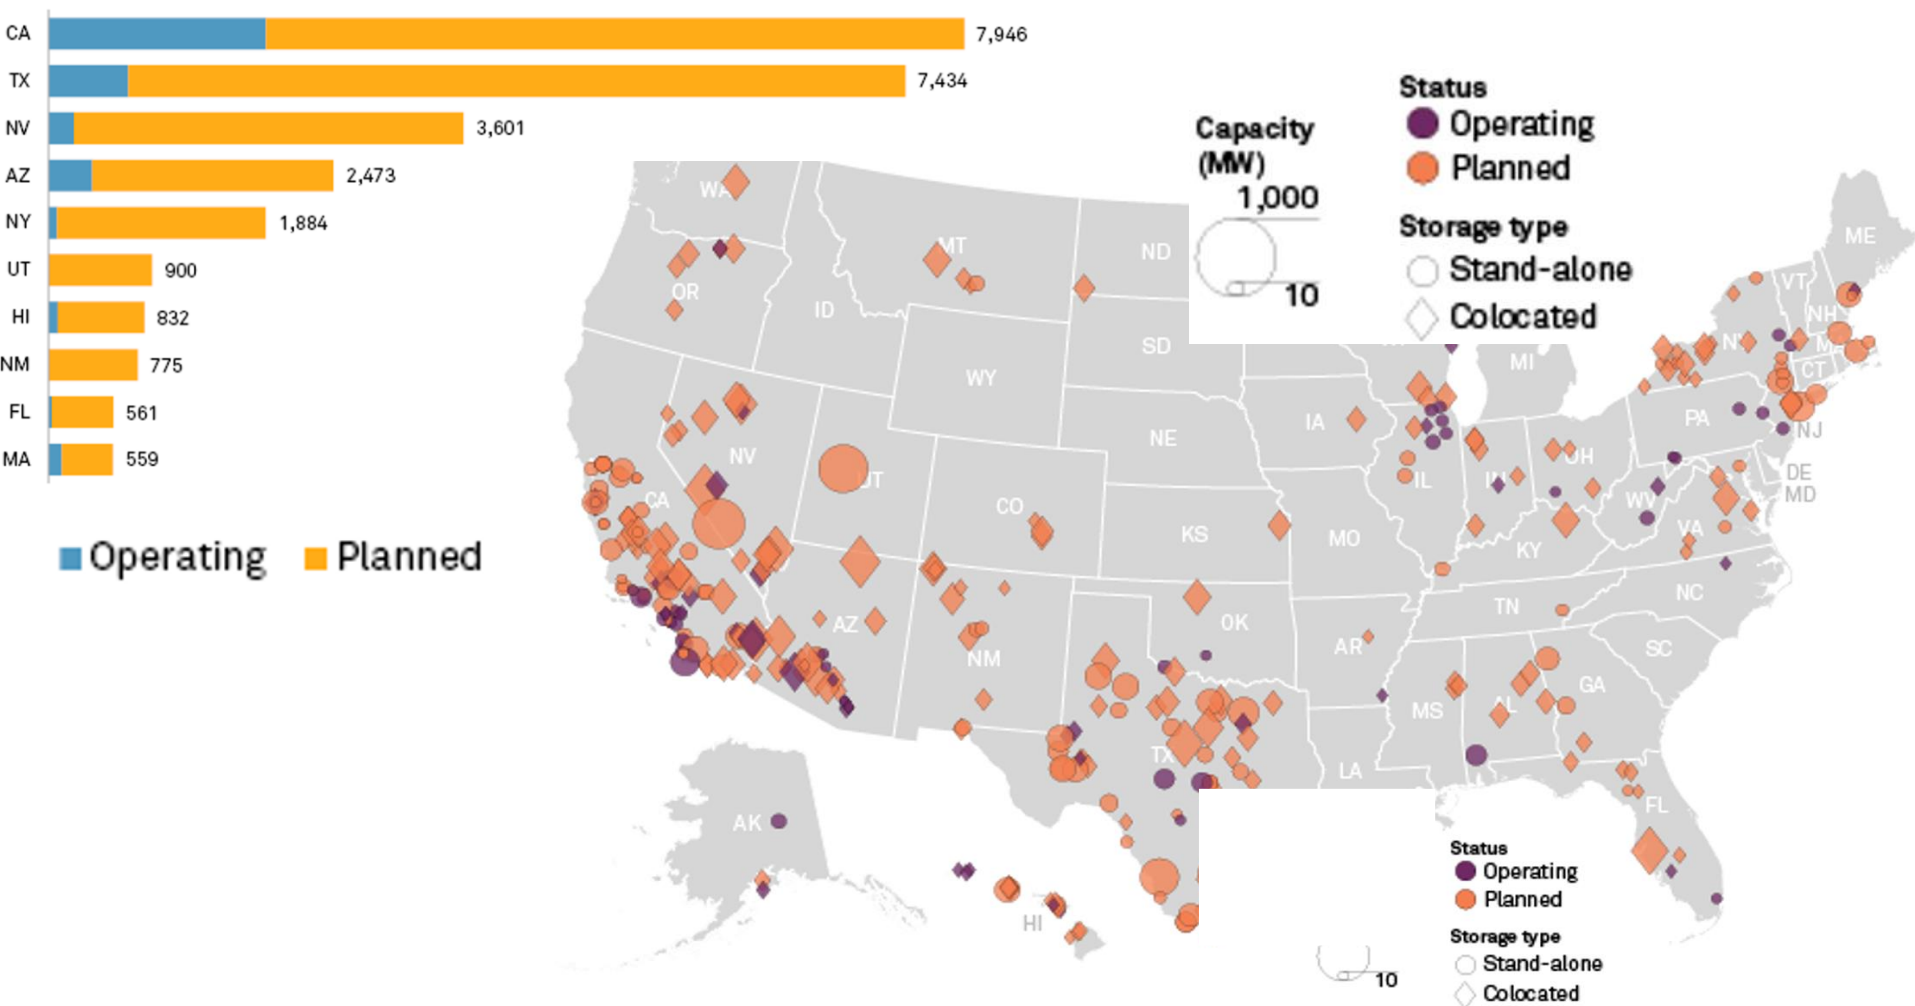 CA 7,946
TX 7,434
NV 3,601
AZ 2,473
NY 1,884
UT 900
HI 832
NM 775
FL 561
MA 559
Operating Planned
Capacity
(MW)
1,000
10
Status
Operating
Planned
Storage type
Stand-alone
Colocated
WA
MT
ND
ME
OR
ID
VT
NH
SD
WY
MI
CT
IA
NE
PA
NJ
NV
IL
OH
DE
MD
CA
CO
WV
KS
MO
VA
KY
NC
TN
AZ
OK
AR
SC
NM
GA
MS
AL
TX
LA
FL
AK
HI
Status
Operating
Planned
Storage type
Stand-alone
Colocated
10